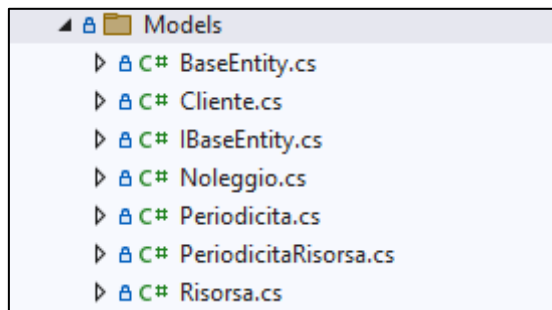 Models
C# BaseEntity.cs
C# Cliente.cs
C# IBaseEntity.cs
C# Noleggio.cs
C# Periodicita.cs
C# PeriodicitaRisorsa.cs
C# Risorsa.cs